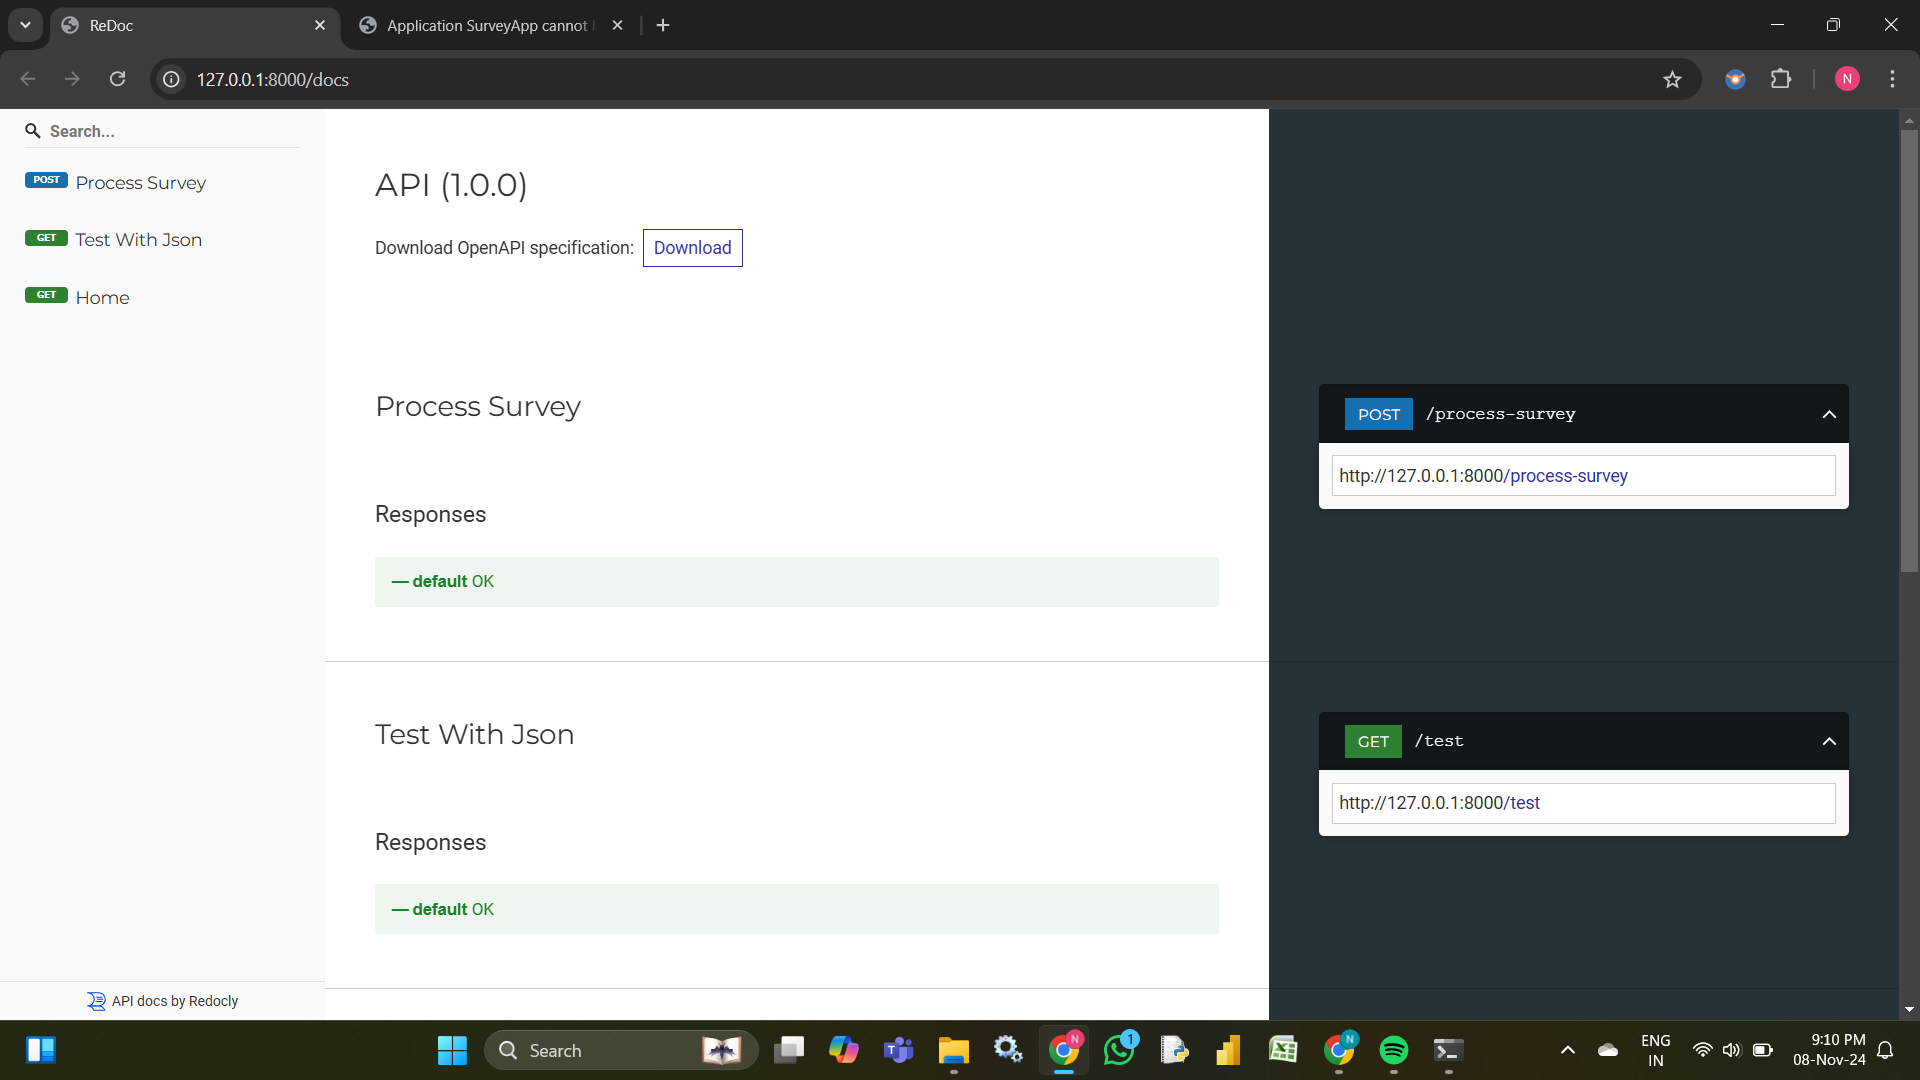 ReDoc
Application SurveyApp cannot
127.0.0.1:8000/docs
N
Search...
POST Process Survey
GET Test With Json
GET Home
API docs by Redocly
API (1.0.0)
Download OpenAPI specification: Download
Process Survey
Responses
— default OK
Test With Json
Responses
— default OK
POST /process-survey
http://127.0.0.1:8000/process-survey
GET /test
http://127.0.0.1:8000/test
Search
T
N
1
N
ENG
IN
9:10 PM
08-Nov-24